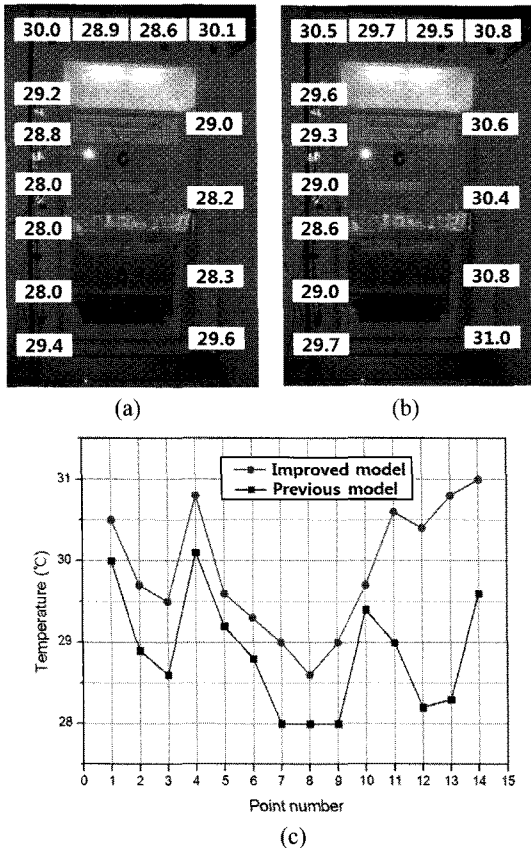 30.0 28.9 28.6 30.1
29.2
29.0
28.8
28.0
28.2
28.0
28.3
28.0
29.6
29.4
(a)
30.5 29.7 29.5 30.8
29.6
30.6
29.3
29.0
30.4
28.6
30.8
29.0
31.0
29.7
(b)
Improved model
Previous model
Temperature (℃)
31
30
29
28
0 1 2 3 4 5 6 7 8 9 10 11 12 13 14 15
Point number
(c)